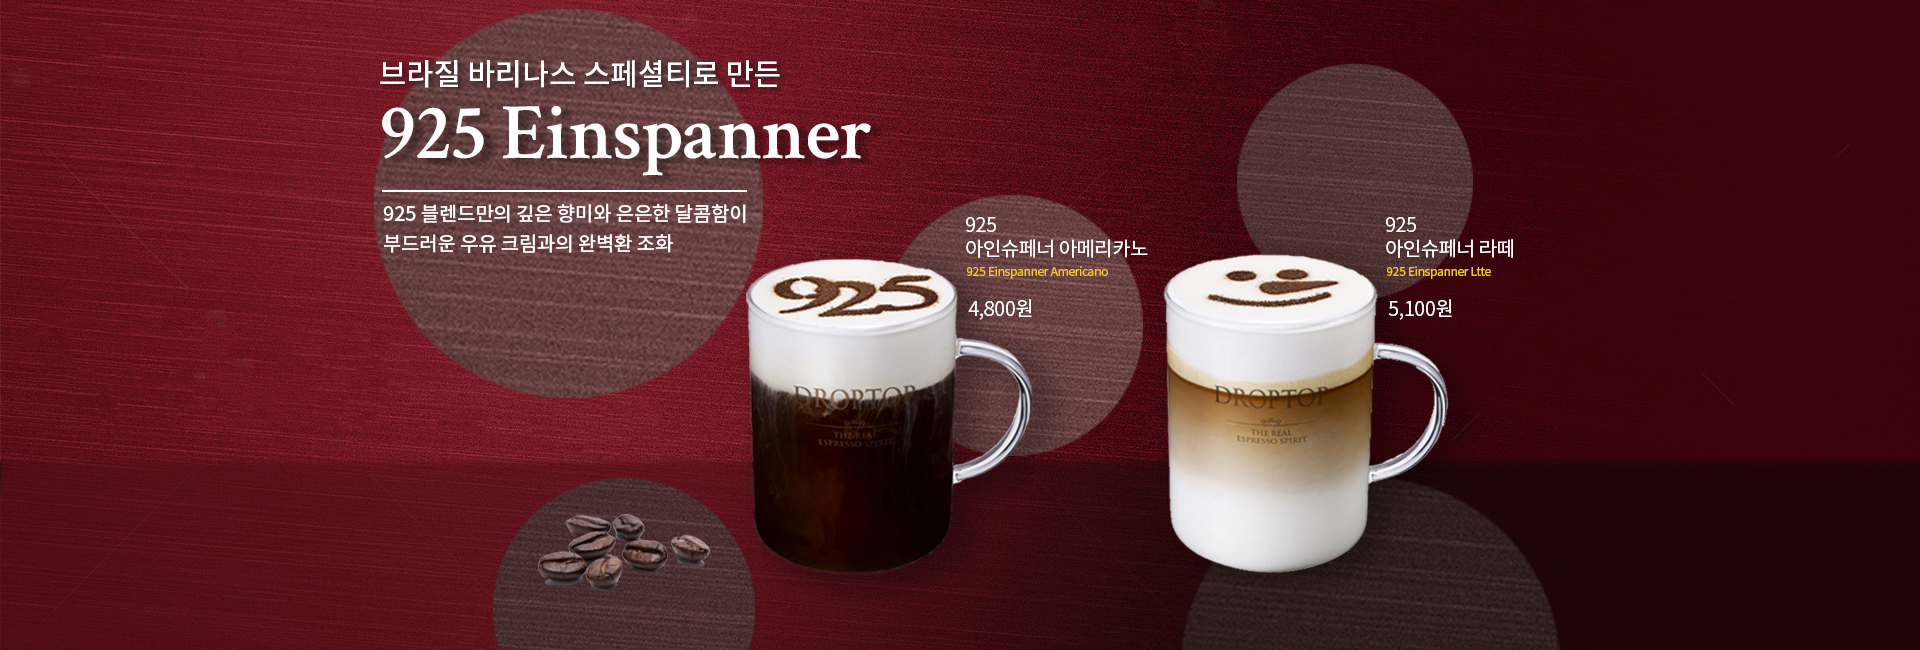 브라질 바리나스 스페셜티로 만든
925 Einspanner
925 블렌드만의 깊은 향미와 은은한 달콤함이
부드러운 우유 크림과의 완벽환 조화
925
아인슈페너 아메리카노
925 Einspanner Americano
4,800원
925
아인슈페너 라떼
925 Einspanner Ltte
5,100원
925
DROPTOP
THE REAL
ESPRESSO SPIRIT
DROPTOP
THE REAL
ESPRESSO SPIRIT